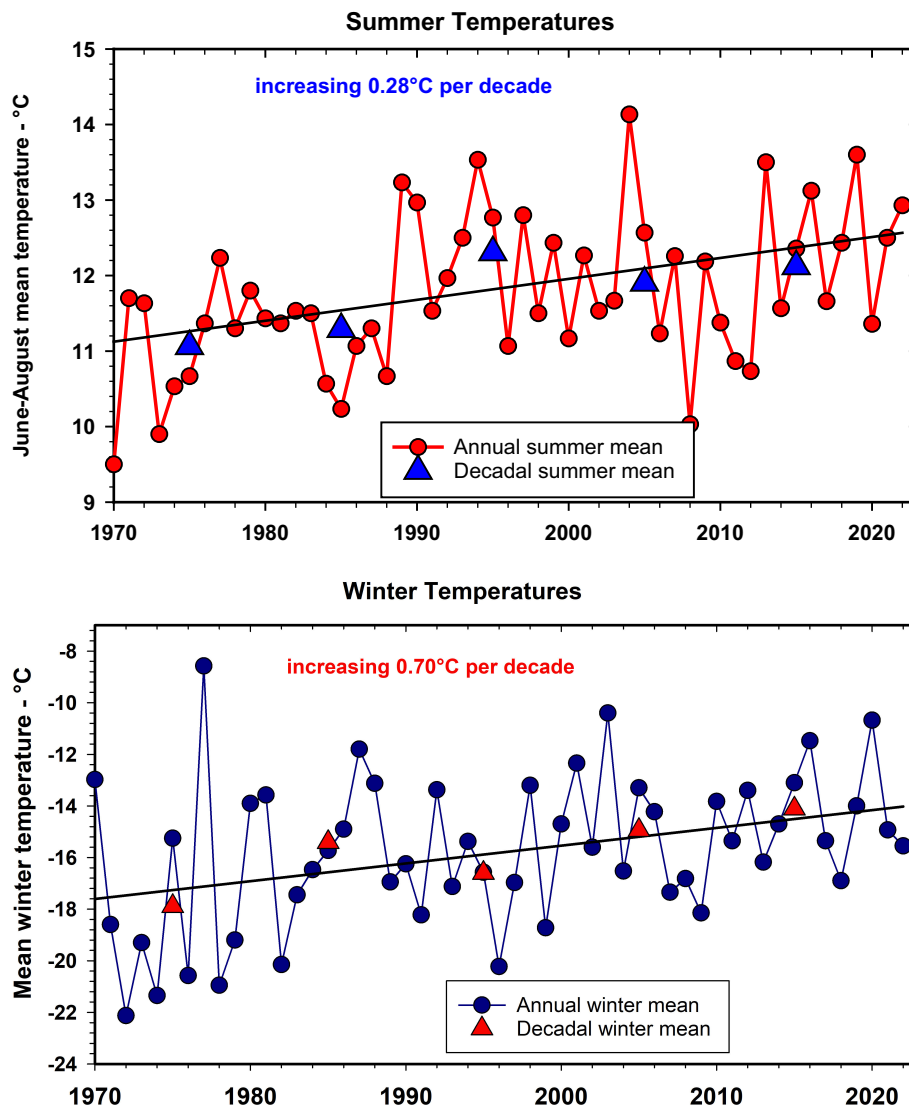 Summer Temperatures
increasing 0.28°C per decade
June-August mean temperature - °C
15
14
13
12
11
10
9
Annual summer mean
Decadal summer mean
1970 1980 1990 2000 2010 2020
Winter Temperatures
increasing 0.70°C per decade
Mean winter temperature - °C
-8
-10
-12
-14
-16
-18
-20
-22
-24
Annual winter mean
Decadal winter mean
1970 1980 1990 2000 2010 2020